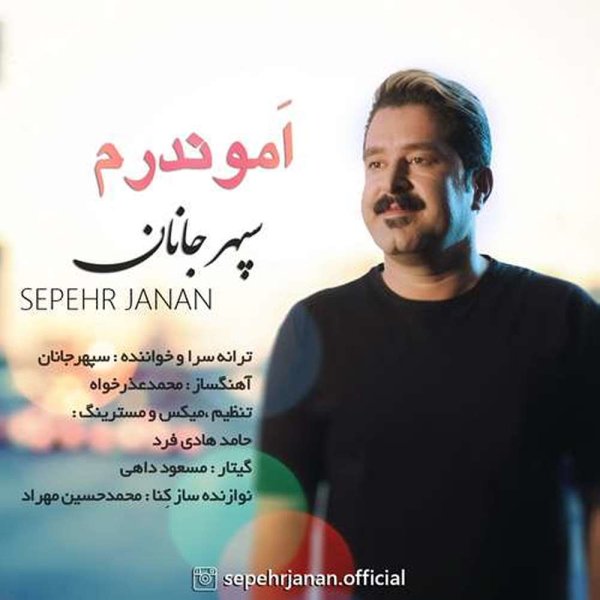 اَموندرم
سپهر جانان
SEPEHR JANAN
ترانه سرا و خواننده : سپهرجانان
آهنگساز : محمدعذرخواه
تنظیم ،میکس و مسترینگ :
حامد هادی فرد
گیتار : مسعود داهی
نوازنده ساز کِنا : محمدحسین مهراد
sepehrjanan.official